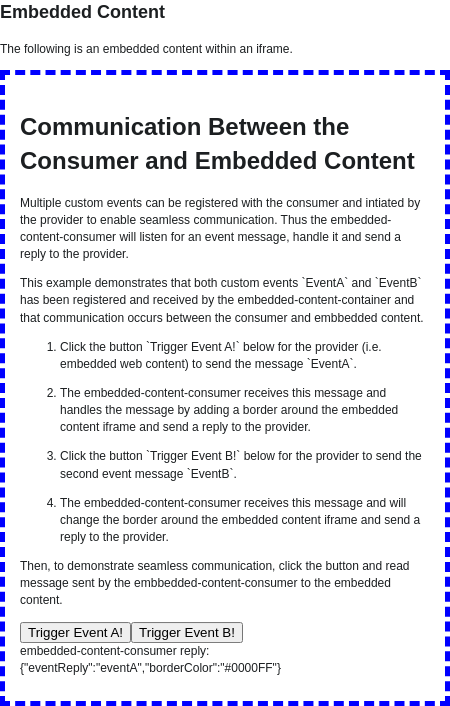 Embedded Content
The following is an embedded content within an iframe.
Communication Between the
Consumer and Embedded Content
Multiple custom events can be registered with the consumer and intiated by
the provider to enable seamless communication. Thus the embedded-
content-consumer will listen for an event message, handle it and send a
reply to the provider.
This example demonstrates that both custom events `EventA` and `EventB`
has been registered and received by the embedded-content-container and
that communication occurs between the consumer and embbedded content.
1. Click the button `Trigger Event A!` below for the provider (i.e.
embedded web content) to send the message `EventA`.
2. The embedded-content-consumer receives this message and
handles the message by adding a border around the embedded
content iframe and send a reply to the provider.
3. Click the button `Trigger Event B!` below for the provider to send the
second event message `EventB`.
4. The embedded-content-consumer receives this message and will
change the border around the embedded content iframe and send a
reply to the provider.
Then, to demonstrate seamless communication, click the button and read
message sent by the embbedded-content-consumer to the embedded
content.
Trigger Event A! Trigger Event B!
embedded-content-consumer reply:
{"eventReply":"eventA","borderColor":"#0000FF"}